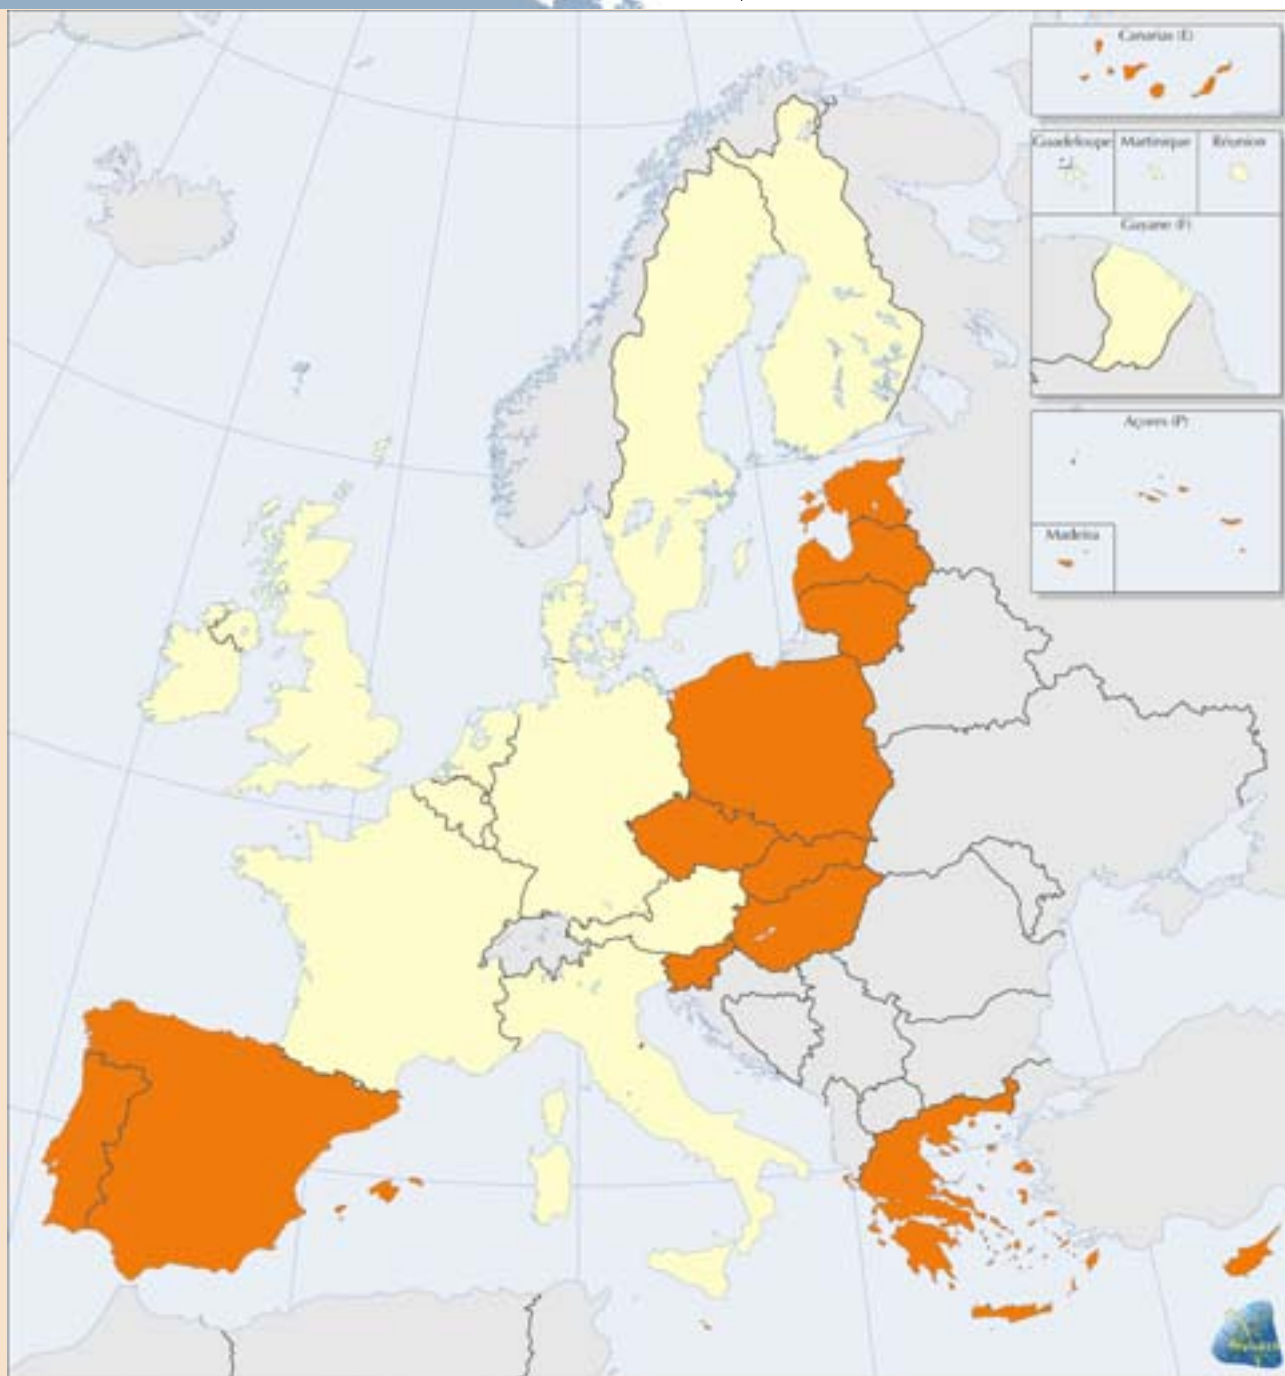 Canarias (E)
Guadeloupe
Martinique
Réunion
Guyane (F)
Açores (P)
Madeira